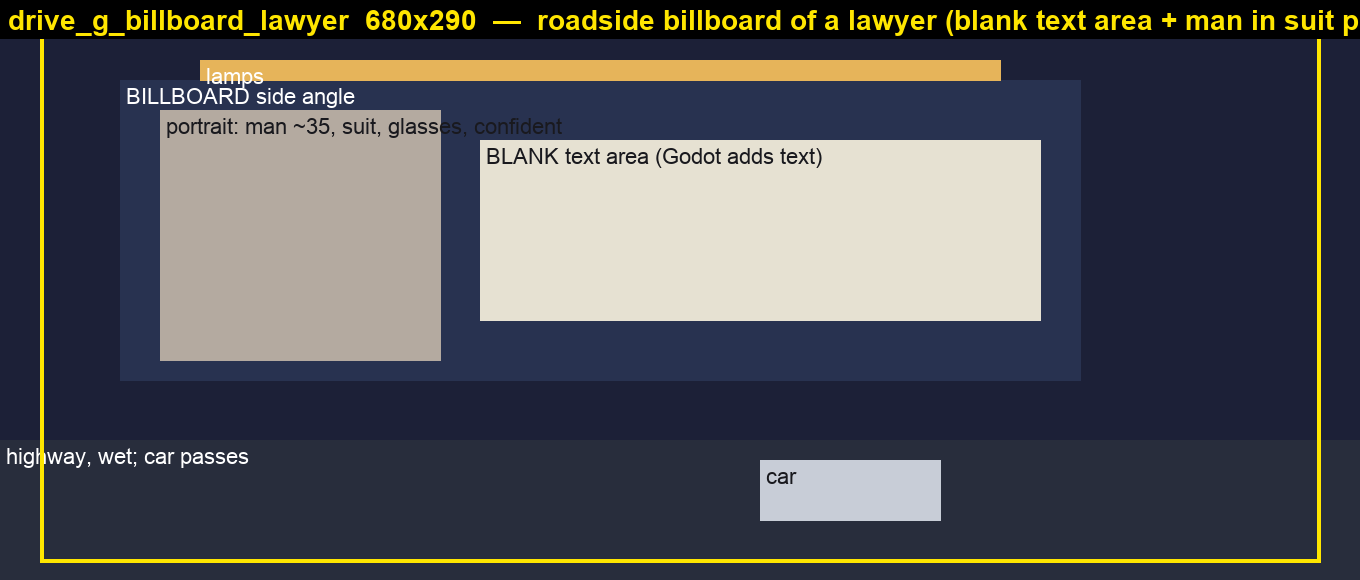 drive_g_billboard_lawyer 680x290 — roadside billboard of a lawyer (blank text area + man in suit p
lamps
BILLBOARD side angle
portrait: man ~35, suit, glasses, confident
BLANK text area (Godot adds text)
highway, wet; car passes
car